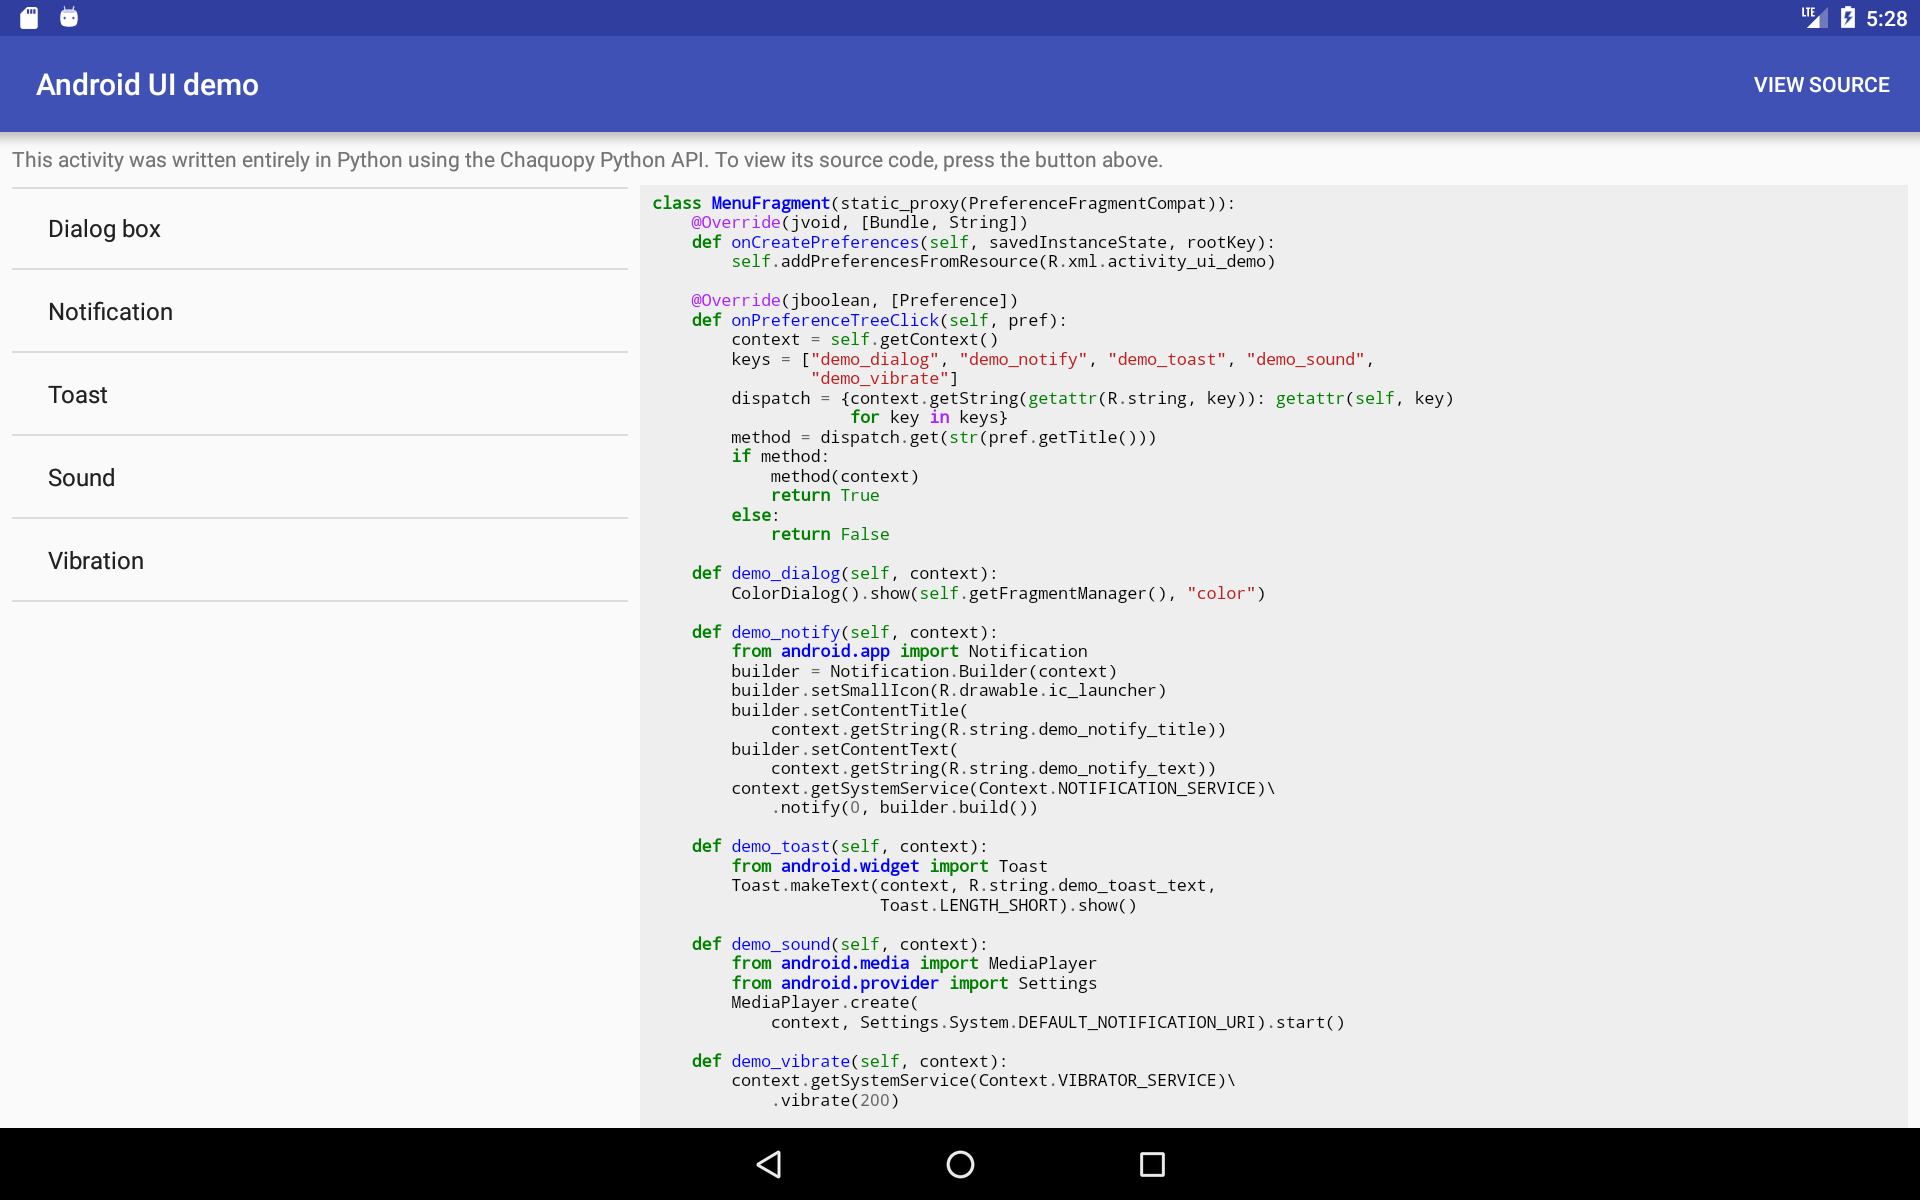 LTE 5:28
Android UI demo
VIEW SOURCE
This activity was written entirely in Python using the Chaquopy Python API. To view its source code, press the button above.
Dialog box
Notification
Toast
Sound
Vibration
class MenuFragment(static_proxy(PreferenceFragmentCompat)):
    @Override(jvoid, [Bundle, String])
    def onCreatePreferences(self, savedInstanceState, rootKey):
        self.addPreferencesFromResource(R.xml.activity_ui_demo)

    @Override(jboolean, [Preference])
    def onPreferenceTreeClick(self, pref):
        context = self.getContext()
        keys = ["demo_dialog", "demo_notify", "demo_toast", "demo_sound",
                "demo_vibrate"]
        dispatch = {context.getString(getattr(R.string, key)): getattr(self, key)
                    for key in keys}
        method = dispatch.get(str(pref.getTitle()))
        if method:
            method(context)
            return True
        else:
            return False

    def demo_dialog(self, context):
        ColorDialog().show(self.getFragmentManager(), "color")

    def demo_notify(self, context):
        from android.app import Notification
        builder = Notification.Builder(context)
        builder.setSmallIcon(R.drawable.ic_launcher)
        builder.setContentTitle(
            context.getString(R.string.demo_notify_title))
        builder.setContentText(
            context.getString(R.string.demo_notify_text))
        context.getSystemService(Context.NOTIFICATION_SERVICE)\
            .notify(0, builder.build())

    def demo_toast(self, context):
        from android.widget import Toast
        Toast.makeText(context, R.string.demo_toast_text,
                       Toast.LENGTH_SHORT).show()

    def demo_sound(self, context):
        from android.media import MediaPlayer
        from android.provider import Settings
        MediaPlayer.create(
            context, Settings.System.DEFAULT_NOTIFICATION_URI).start()

    def demo_vibrate(self, context):
        context.getSystemService(Context.VIBRATOR_SERVICE)\
            .vibrate(200)